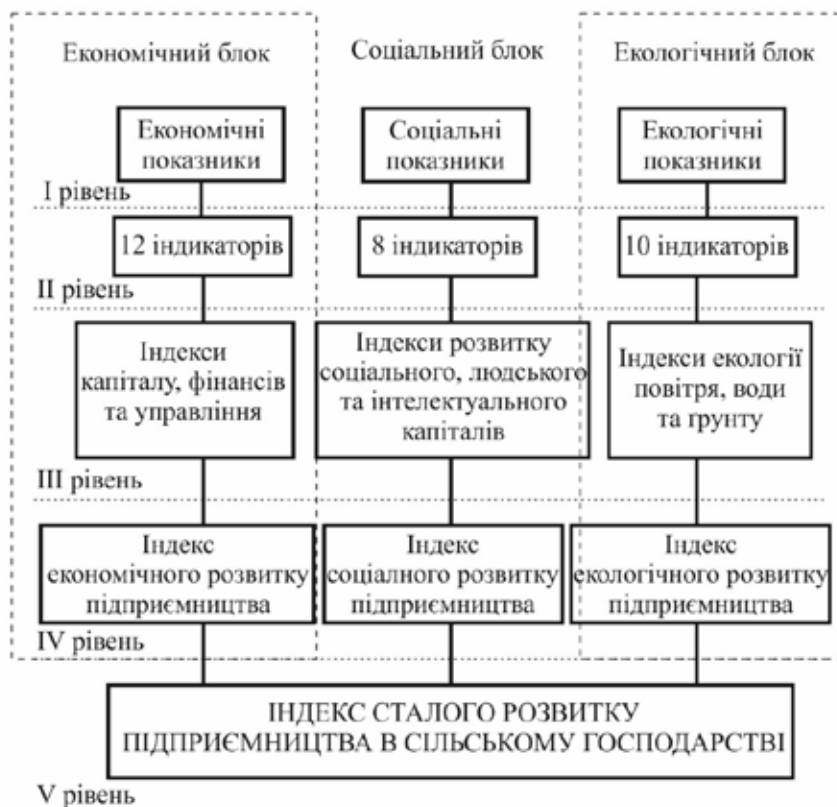 Економічний блок
Соціальний блок
Екологічний блок
Економічні
показники
Соціальні
показники
Екологічні
показники
І рівень
12 індикаторів
8 індикаторів
10 індикаторів
ІІ рівень
Індекси
капіталу, фінансів
та управління
Індекси розвитку
соціального, людського
та інтелектуального
капіталів
Індекси екології
повітря, води
та ґрунту
ІІІ рівень
Індекс
економічного розвитку
підприємництва
Індекс
соціалного розвитку
підприємництва
Індекс
екологічного розвитку
підприємництва
IV рівень
ІНДЕКС СТАЛОГО РОЗВИТКУ
ПІДПРИЄМНИЦТВА В СІЛЬСЬКОМУ ГОСПОДАРСТВІ
V рівень